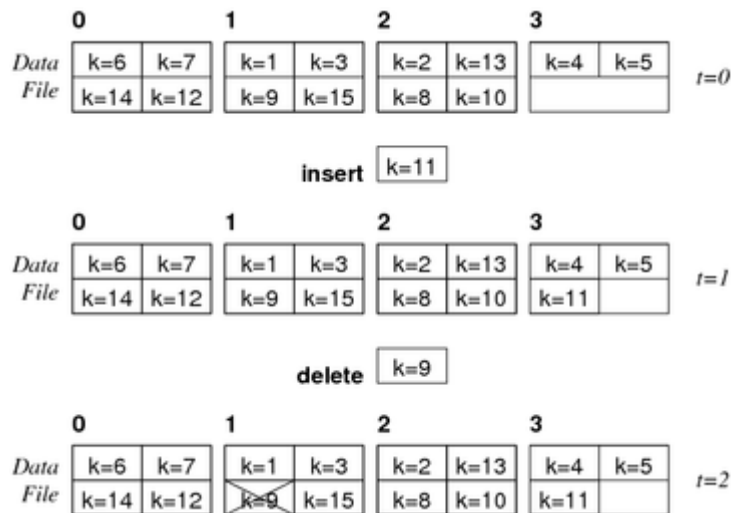 0 1 2 3
Data k=6 k=7 k=1 k=3 k=2 k=13 k=4 k=5 t=0
File k=14 k=12 k=9 k=15 k=8 k=10
insert k=11
0 1 2 3
Data k=6 k=7 k=1 k=3 k=2 k=13 k=4 k=5 t=1
File k=14 k=12 k=9 k=15 k=8 k=10 k=11
delete k=9
0 1 2 3
Data k=6 k=7 k=1 k=3 k=2 k=13 k=4 k=5 t=2
File k=14 k=12 k=9 k=15 k=8 k=10 k=11